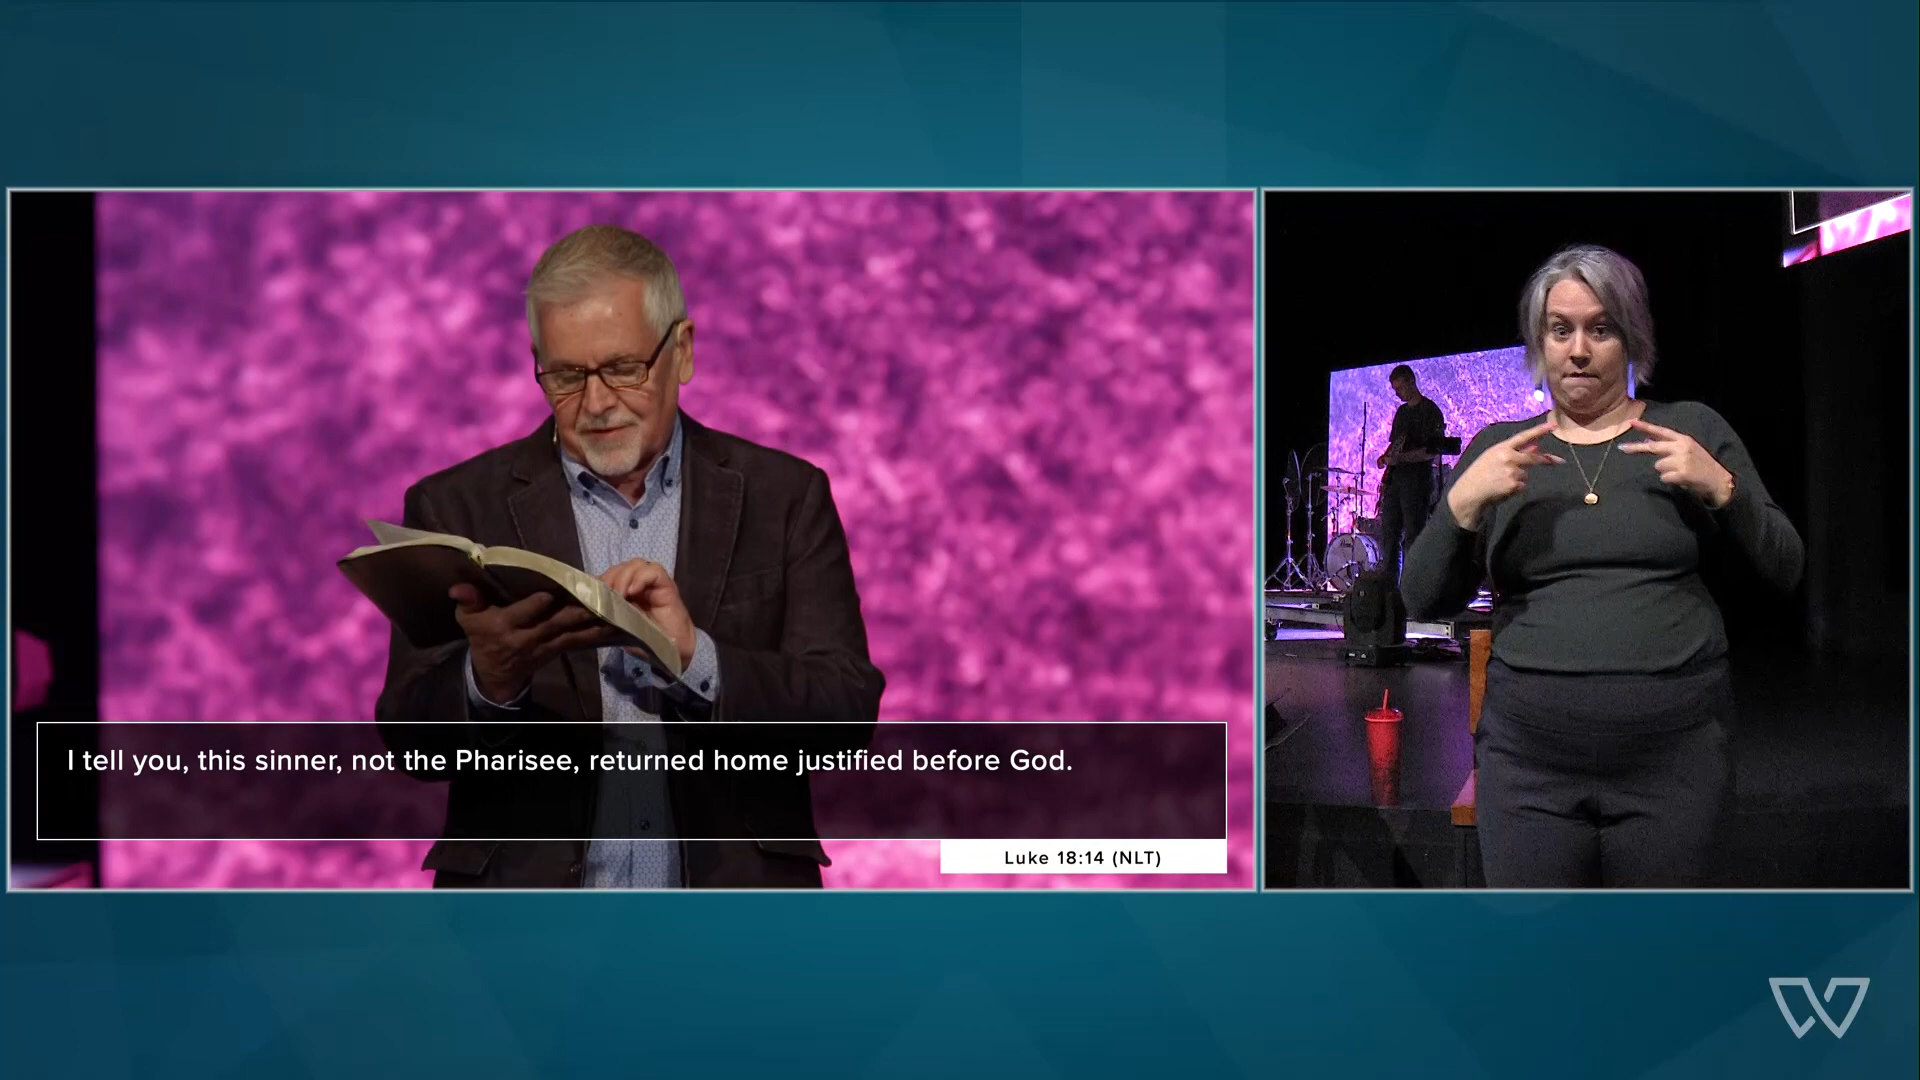 I tell you, this sinner, not the Pharisee, returned home justified before God.
Luke 18:14 (NLT)